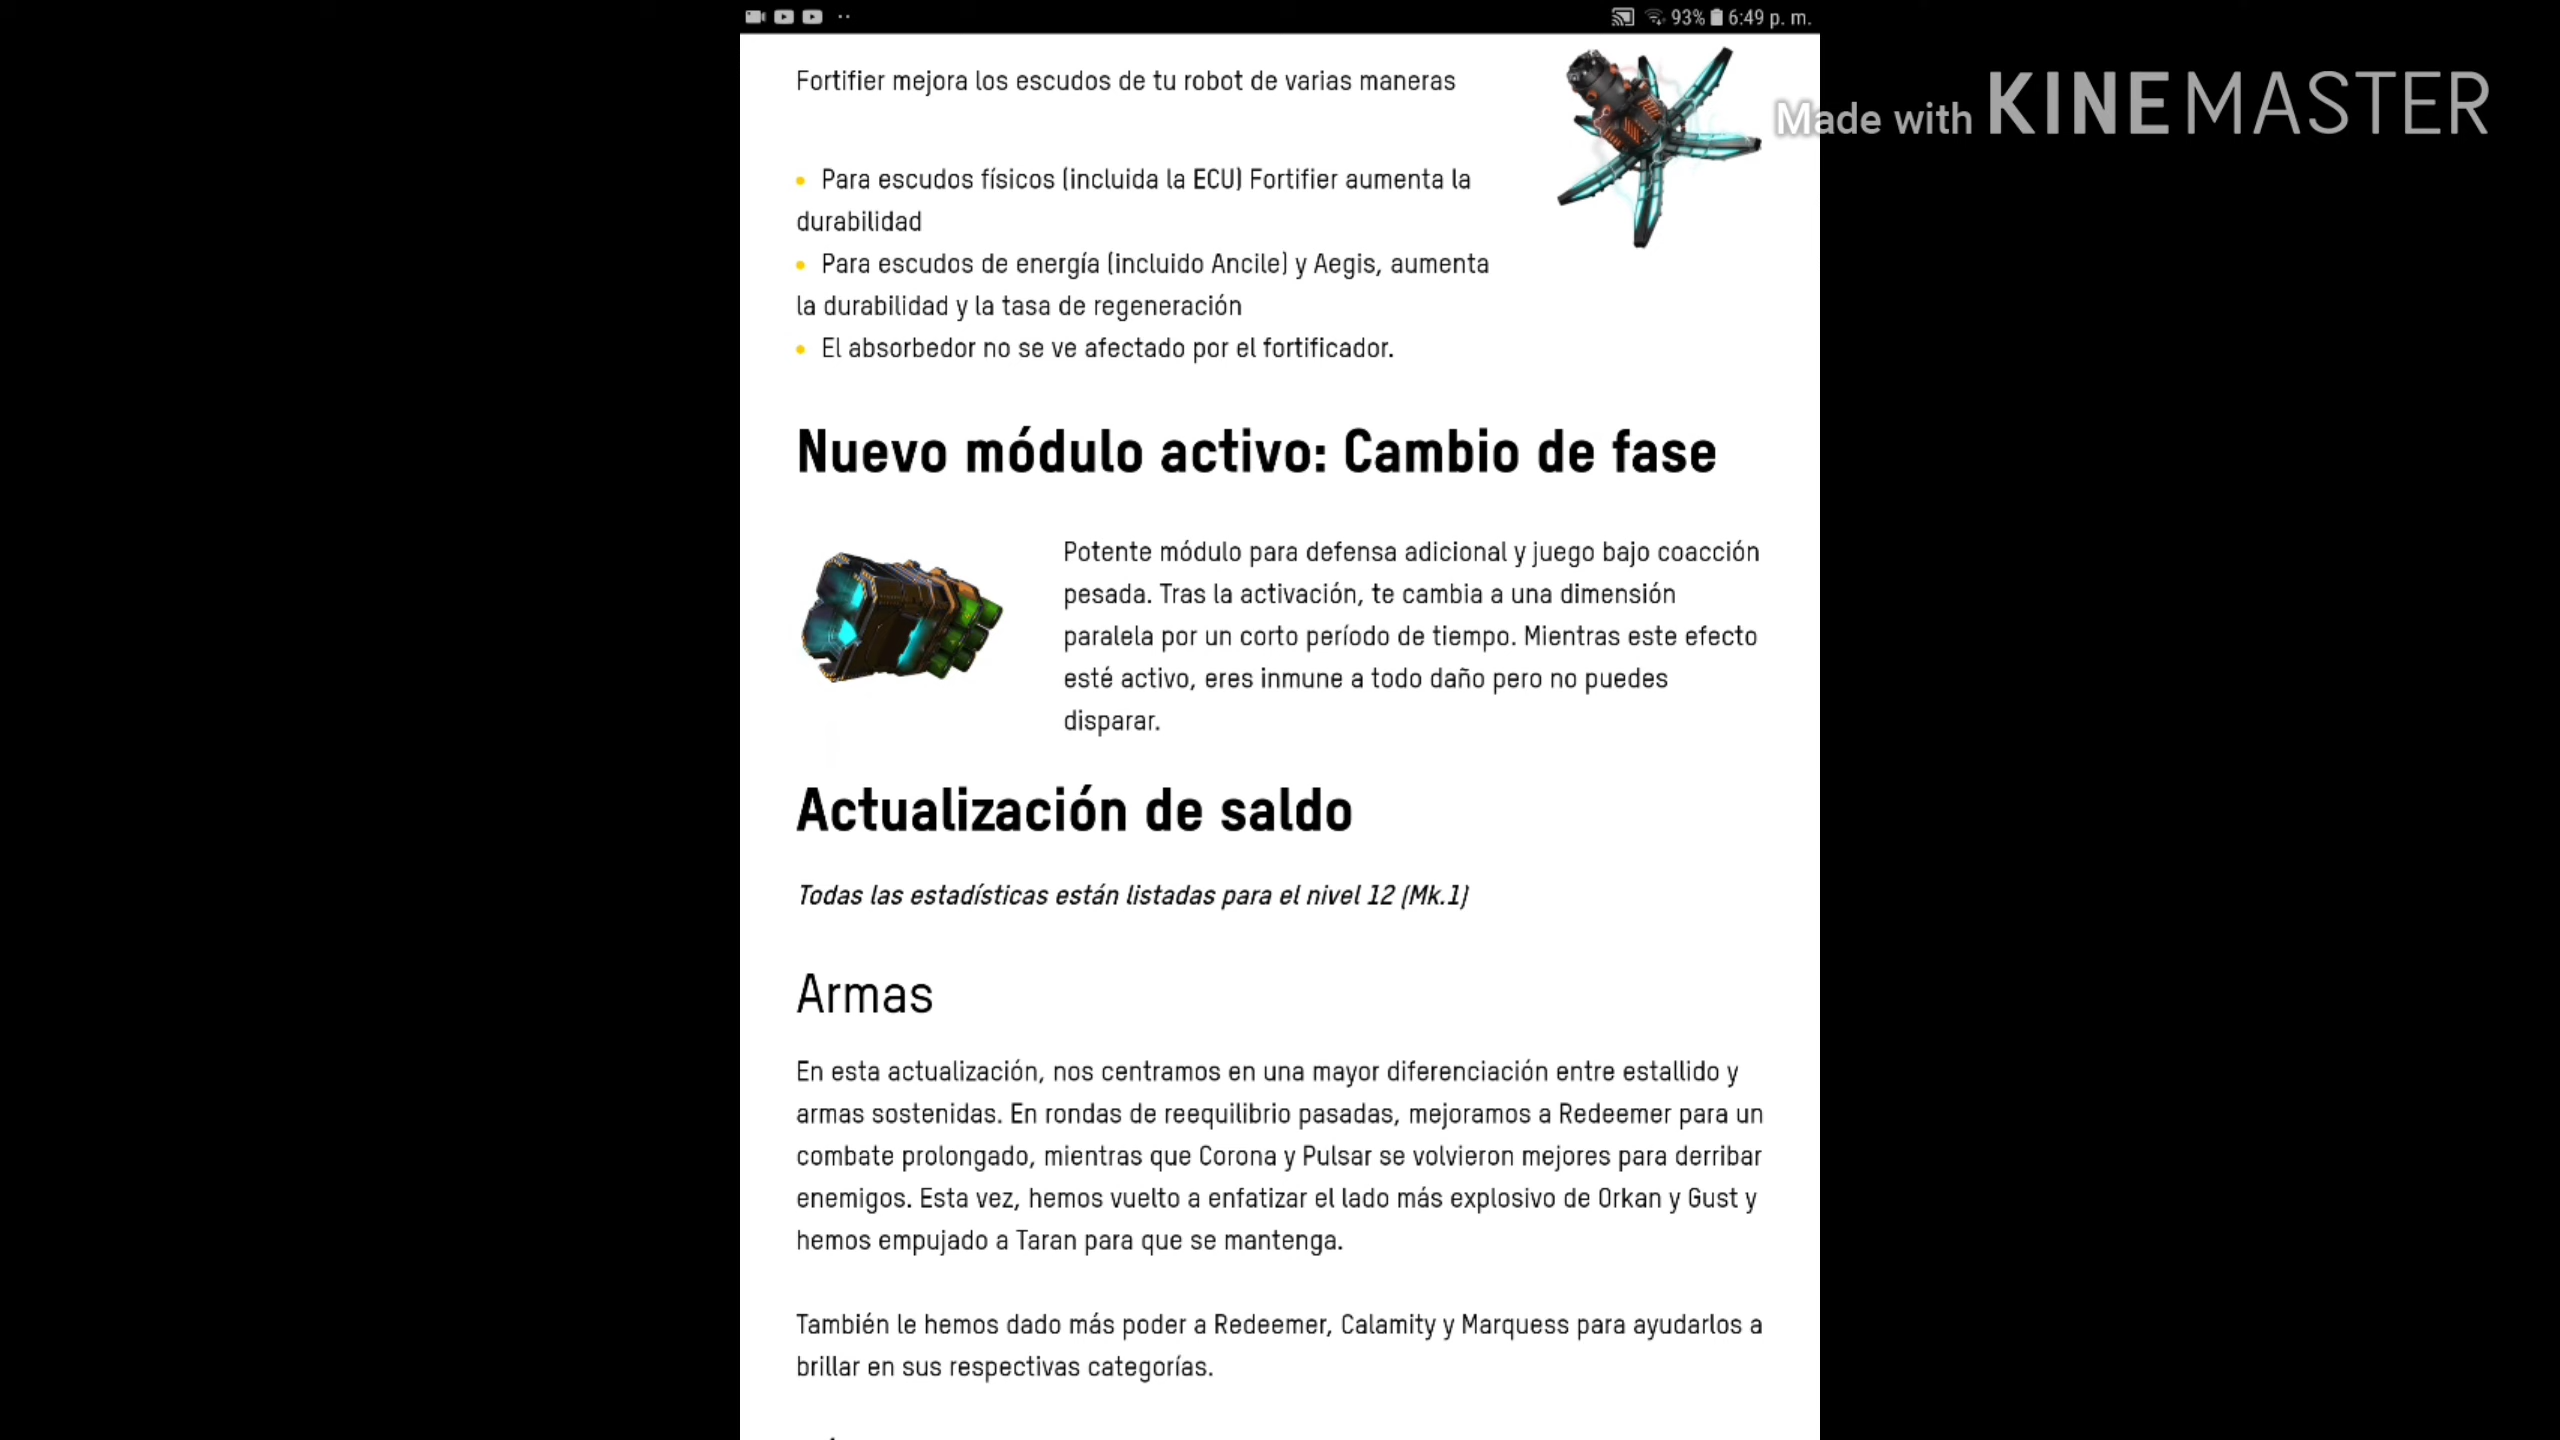 93% 6:49 p. m.
Made with KINEMASTER
Fortifier mejora los escudos de tu robot de varias maneras
• Para escudos físicos (incluida la ECU) Fortifier aumenta la
durabilidad
• Para escudos de energía (incluido Ancile) y Aegis, aumenta
la durabilidad y la tasa de regeneración
• El absorbedor no se ve afectado por el fortificador.
Nuevo módulo activo: Cambio de fase
Potente módulo para defensa adicional y juego bajo coacción
pesada. Tras la activación, te cambia a una dimensión
paralela por un corto período de tiempo. Mientras este efecto
esté activo, eres inmune a todo daño pero no puedes
disparar.
Actualización de saldo
Todas las estadísticas están listadas para el nivel 12 (Mk.1)
Armas
En esta actualización, nos centramos en una mayor diferenciación entre estallido y
armas sostenidas. En rondas de reequilibrio pasadas, mejoramos a Redeemer para un
combate prolongado, mientras que Corona y Pulsar se volvieron mejores para derribar
enemigos. Esta vez, hemos vuelto a enfatizar el lado más explosivo de Orkan y Gust y
hemos empujado a Taran para que se mantenga.
También le hemos dado más poder a Redeemer, Calamity y Marquess para ayudarlos a
brillar en sus respectivas categorías.